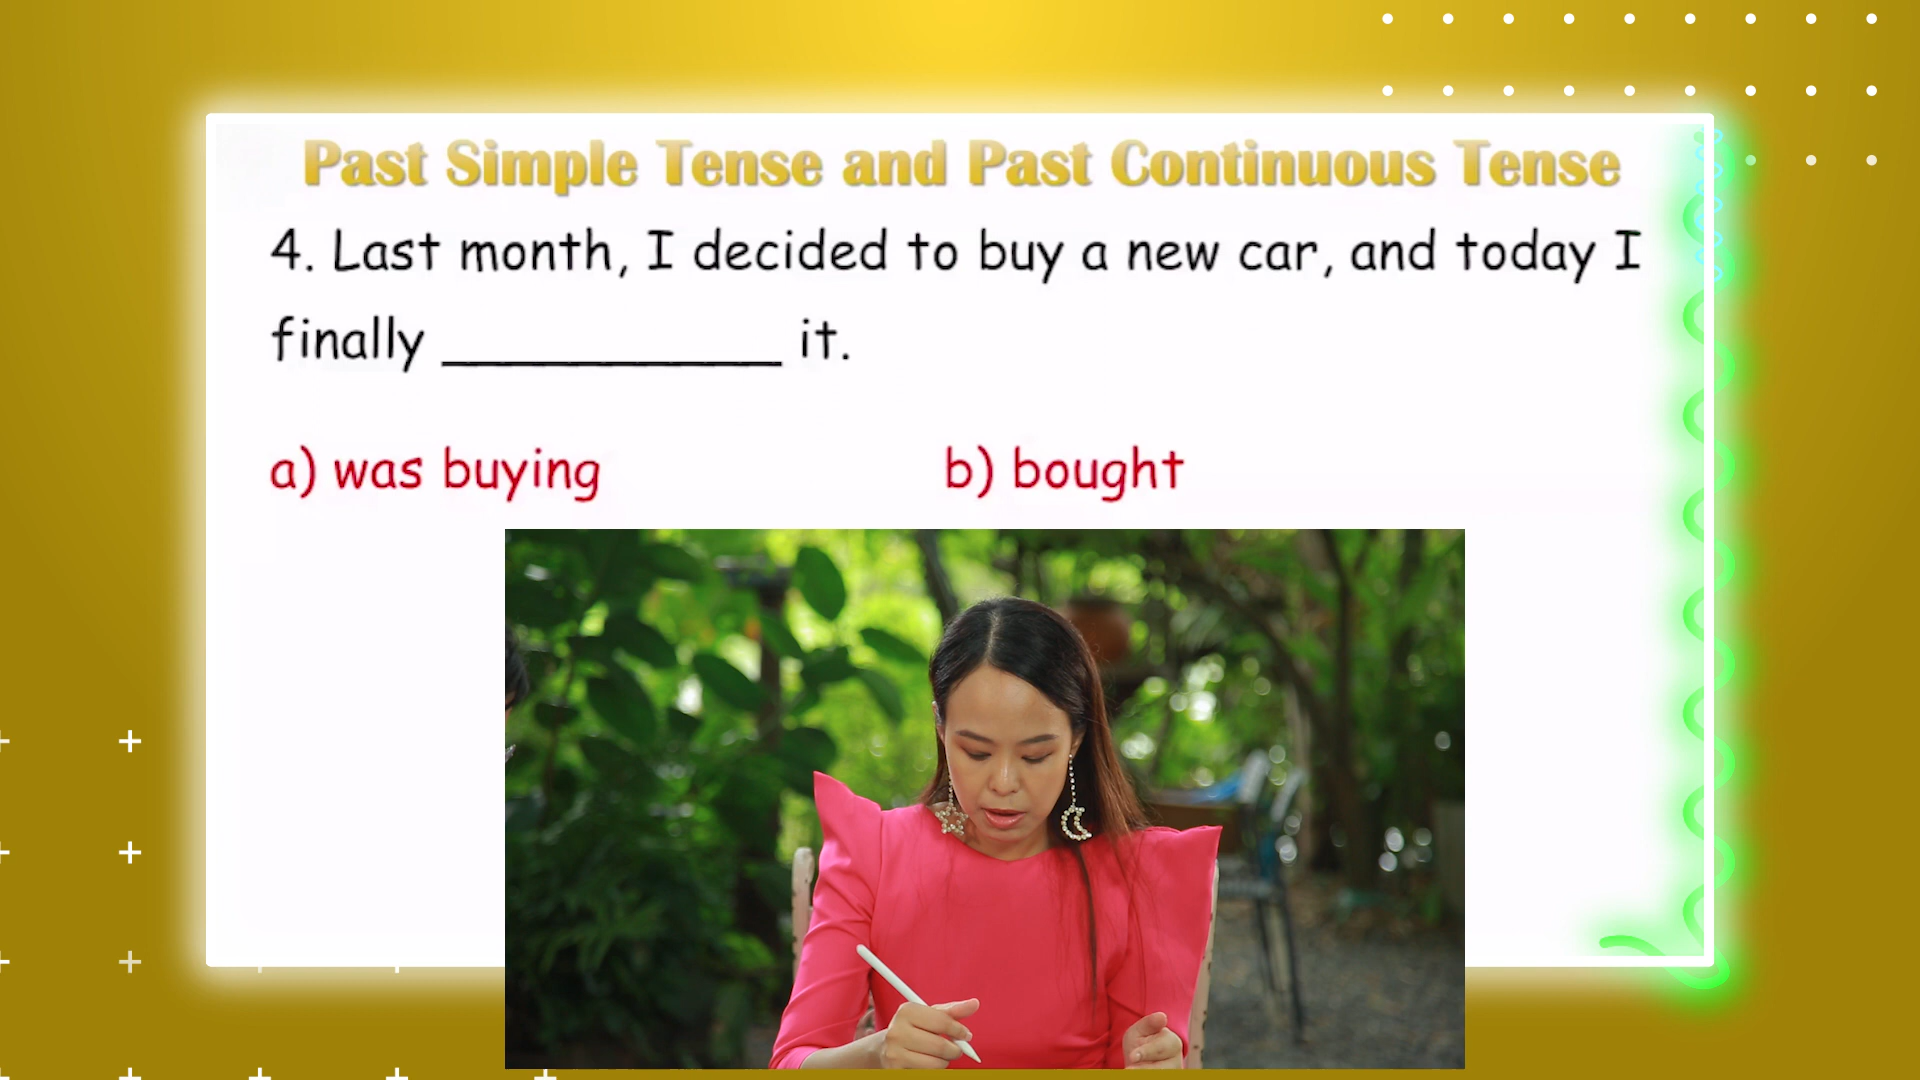 Past Simple Tense and Past Continuous Tense
4. Last month, I decided to buy a new car, and today I
finally __________ it.
a) was buying
b) bought